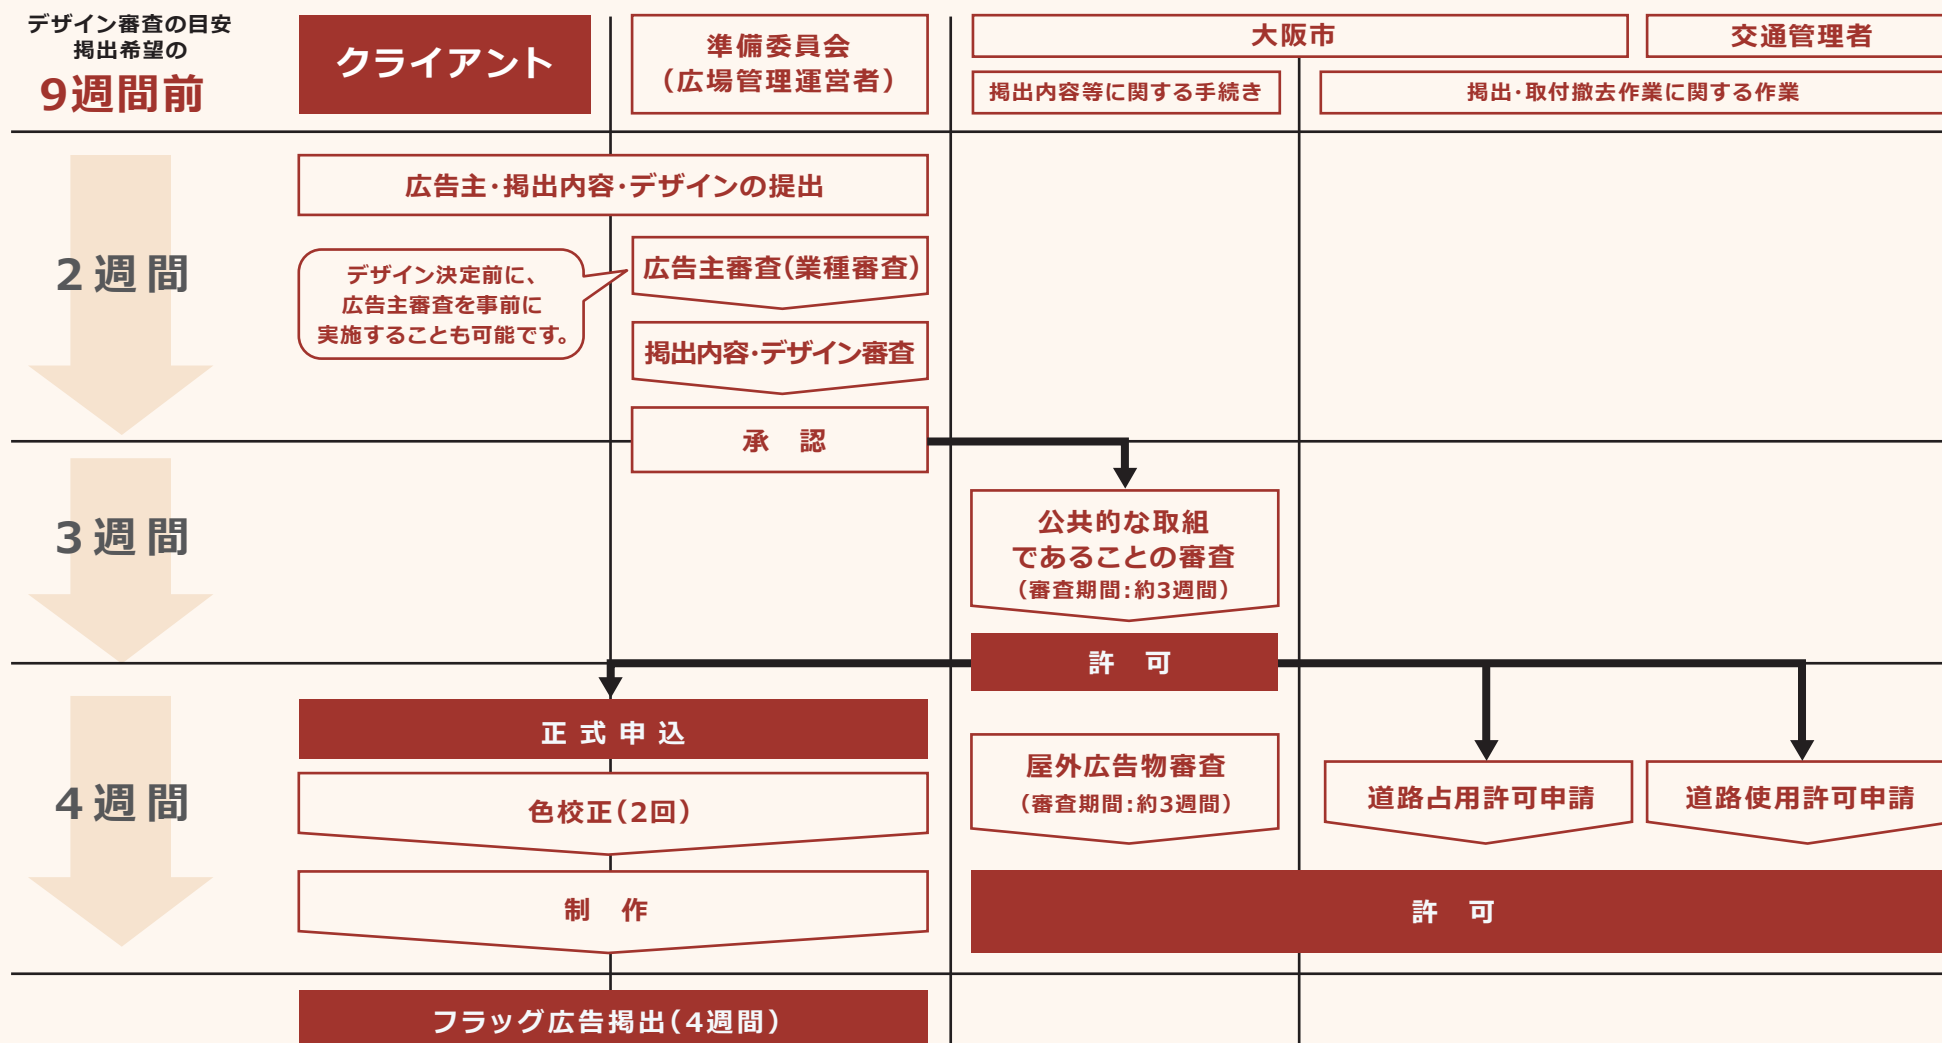 デザイン審査の目安
掲出希望の
9週間前
クライアント
準備委員会
（広場管理運営者）
大阪市
交通管理者
掲出内容等に関する手続き
掲出・取付撤去作業に関する作業
2週間
広告主・掲出内容・デザインの提出
デザイン決定前に、
広告主審査を事前に
実施することも可能です。
広告主審査（業種審査）
掲出内容・デザイン審査
承　認
3週間
公共的な取組
であることの審査
（審査期間：約3週間）
許　可
4週間
正式申込
色校正（2回）
制　作
屋外広告物審査
（審査期間：約3週間）
道路占用許可申請
道路使用許可申請
許　可
フラッグ広告掲出（4週間）